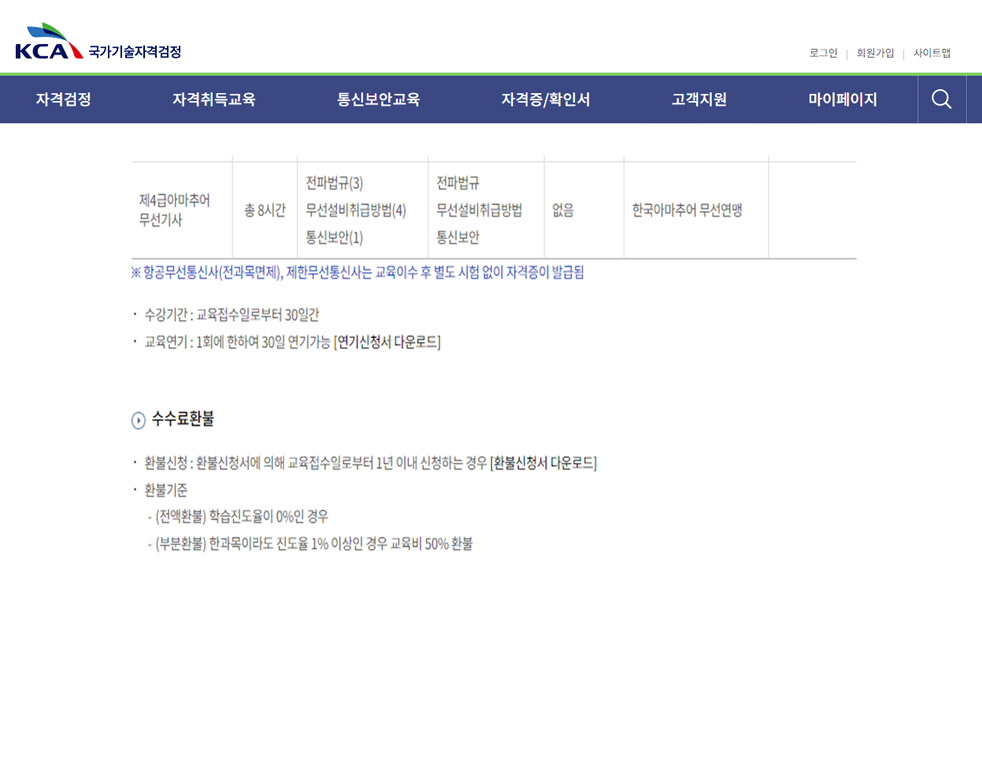 KCA 국가기술자격검정
로그인 | 회원가입 | 사이트맵
자격검정 자격취득교육 통신보안교육 자격증/확인서 고객지원 마이페이지
제4급아마추어
무선기사
총 8시간
전파법규(3)
무선설비취급방법(4)
통신보안(1)
전파법규
무선설비취급방법
통신보안
없음
한국아마추어 무선연맹
※ 항공무선통신사(전과목면제), 제한무선통신사는 교육이수 후 별도 시험 없이 자격증이 발급됨
· 수강기간 : 교육접수일로부터 30일간
· 교육연기 : 1회에 한하여 30일 연기가능 [연기신청서 다운로드]
수수료환불
· 환불신청 : 환불신청서에 의해 교육접수일로부터 1년 이내 신청하는 경우 [환불신청서 다운로드]
· 환불기준
- (전액환불) 학습진도율이 0%인 경우
- (부분환불) 한과목이라도 진도율 1% 이상인 경우 교육비 50% 환불